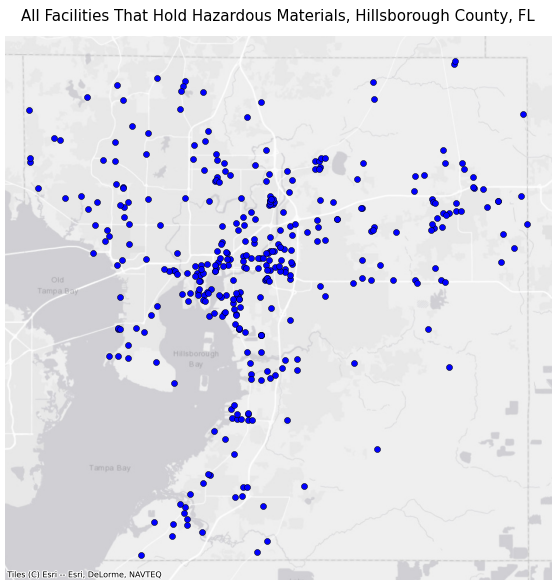 All Facilities That Hold Hazardous Materials, Hillsborough County, FL
Old
Tampa Bay
Hillsborough
Bay
Tampa Bay
Tiles (C) Esri -- Esri, DeLorme, NAVTEQ